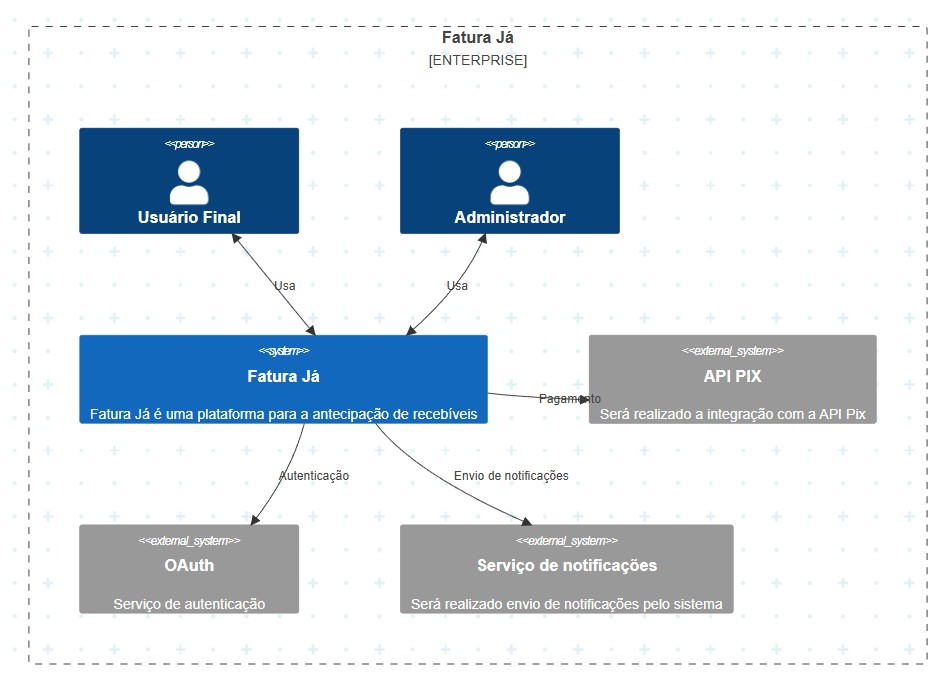 Fatura Já
[ENTERPRISE]
<<person>>
Usuário Final
<<person>>
Administrador
Usa
Usa
<<system>>
Fatura Já
Fatura Já é uma plataforma para a antecipação de recebíveis
Pagamento
<<external_system>>
API PIX
Será realizado a integração com a API Pix
Autenticação
Envio de notificações
<<external_system>>
OAuth
Serviço de autenticação
<<external_system>>
Serviço de notificações
Será realizado envio de notificações pelo sistema